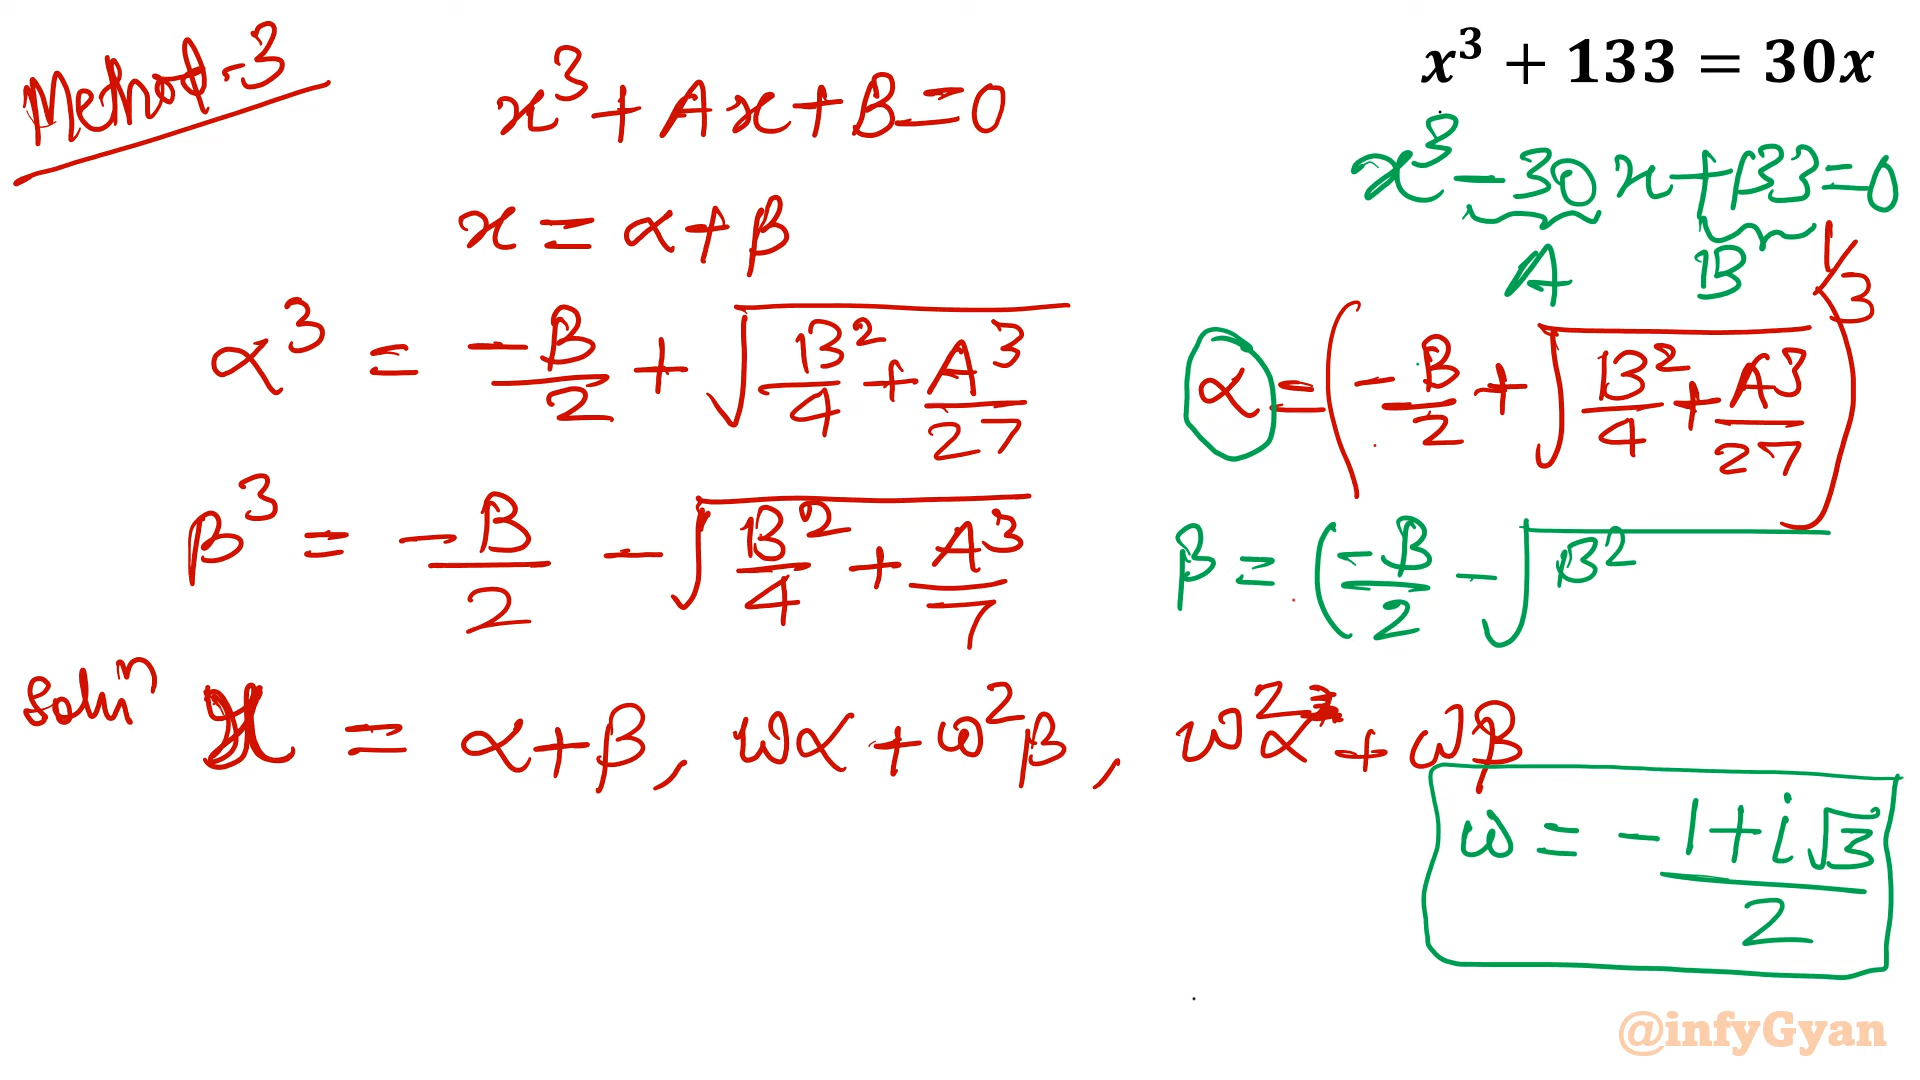 Method-3
x³ + 133 = 30x
x³ + Ax + B = 0
x³ - 30x + 133 = 0
A B
x = α + β
α³ = -B/2 + √(B²/4 + A³/27)
α = (-B/2 + √(B²/4 + A³/27))^1/3
β³ = -B/2 - √(B²/4 + A³/7)
β = (-B/2 - √B²
Solnⁿ x = α + β, ωα + ω²β, ω²α + ωβ
ω = -1+i√3/2
@infyGyan